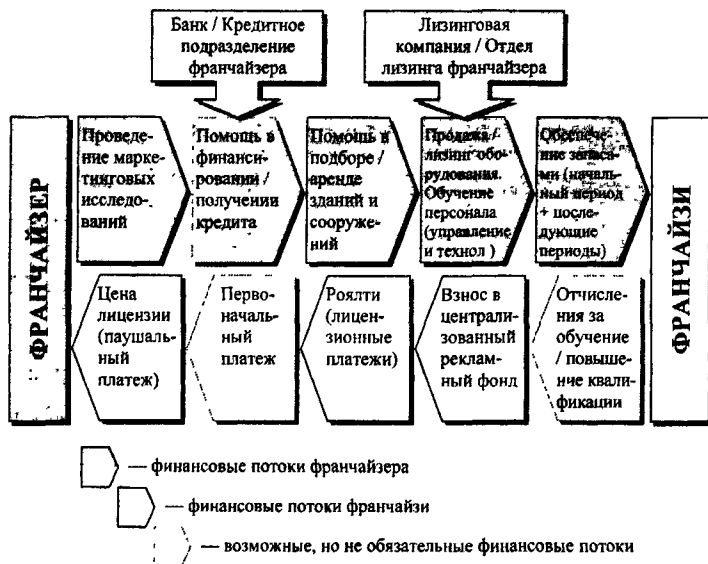 Банк / Кредитное
подразделение
франчайзера
Лизинговая
компания / Отдел
лизинга франчайзера
ФРАНЧАЙЗЕР
Проведе-
ние марке-
тинговых
исследо-
ваний
Помощь в
финанси-
ровании /
получении
кредита
Помощь в
подборе /
аренде
зданий и
сооруже-
ний
Продажа /
лизинг обо-
рудования.
Обучение
персонала
(управление
и технол )
Обеспече-
ние запаса-
ми (началь-
ный период
+ после-
дующие
периоды)
ФРАНЧАЙЗИ
Цена
лицензии
(паушаль-
ный
платеж)
Перво-
начальный
платеж
Роялти
(лицен-
зионные
платежи)
Взнос в
централи-
зованный
реклам-
ный фонд
Отчисления
за
обучение
/ повыше-
ние квали-
фикации
— финансовые потоки франчайзера
— финансовые потоки франчайзи
— возможные, но не обязательные финансовые потоки